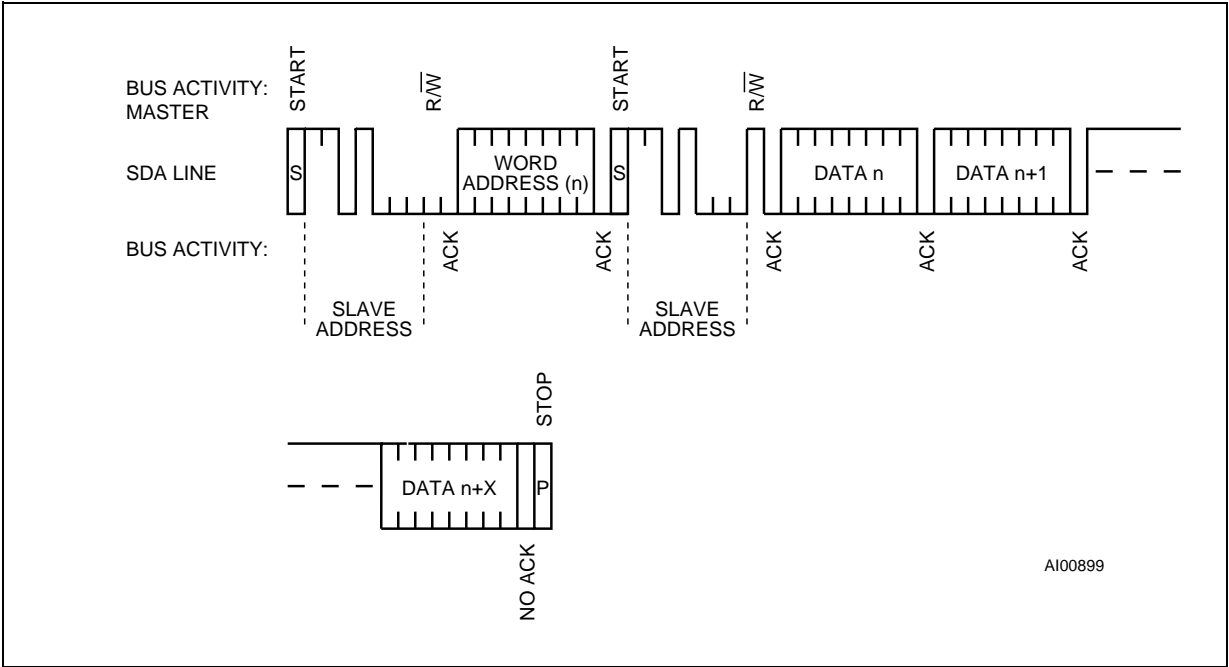 BUS ACTIVITY:
MASTER
START
R/W
START
R/W
SDA LINE
S
WORD
ADDRESS (n)
S
DATA n
DATA n+1
BUS ACTIVITY:
ACK
ACK
ACK
ACK
ACK
SLAVE
ADDRESS
SLAVE
ADDRESS
STOP
DATA n+X
P
NO ACK
AI00899